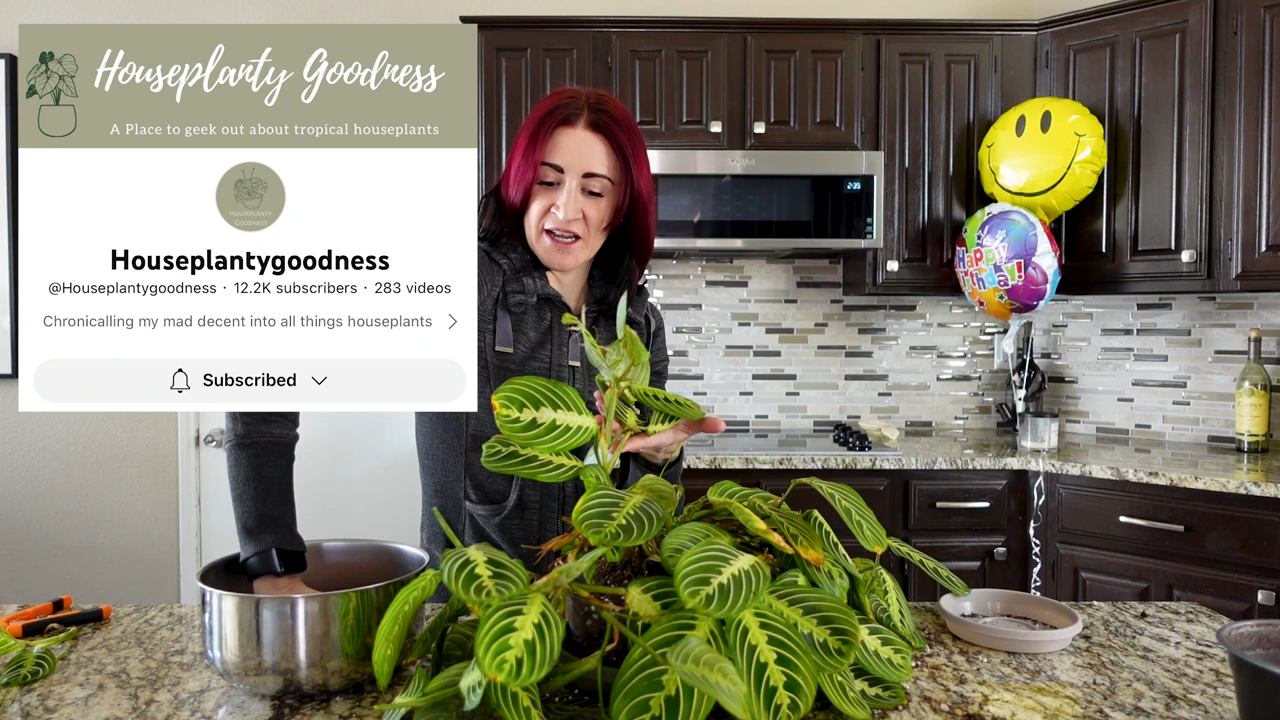 Houseplanty Goodness
A Place to geek out about tropical houseplants
HOUSEPLANTY
GOODNESS
Houseplantygoodness
@Houseplantygoodness · 12.2K subscribers · 283 videos
Chronicalling my mad decent into all things houseplants
Subscribed
Happy
Birthday!